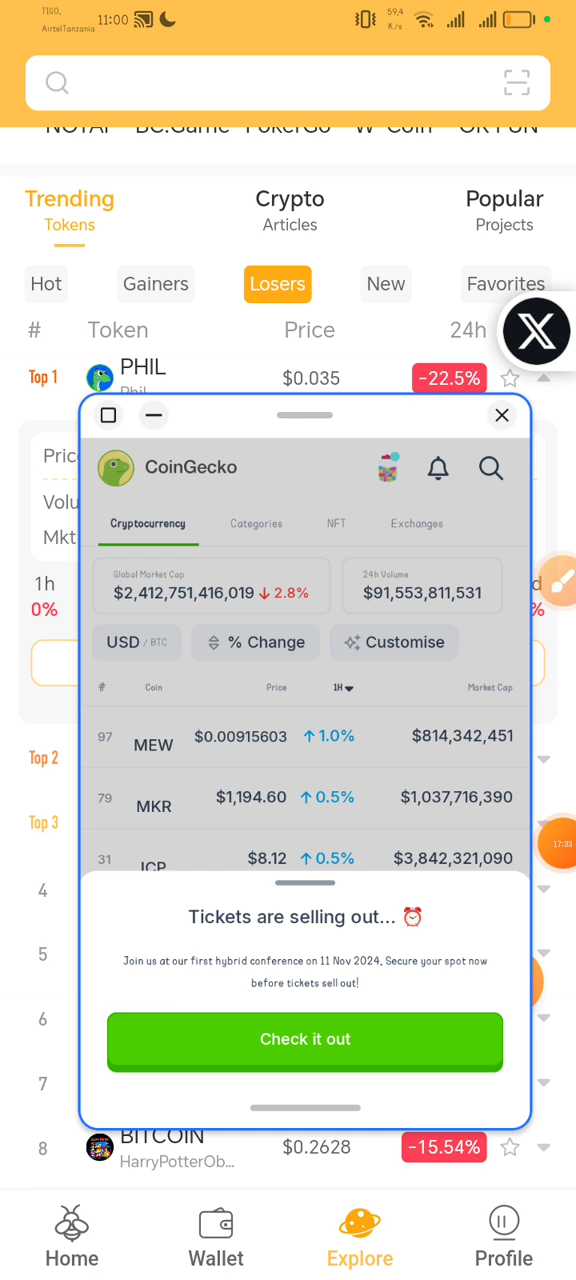 TIGO,
AirtelTanzania 11:00
59,4
K/s
NOTAI BC.Game PokerGo W-Coin OKFUN
Trending Crypto Popular
Tokens Articles Projects
Hot Gainers Losers New Favorites
# Token Price 24h
Top 1 PHIL $0.035 -22.5%
Phil
CoinGecko
Cryptocurrency Categories NFT Exchanges
Global Market Cap 24h Volume
$2,412,751,416,019 2.8% $91,553,811,531
Mkt
USD / BTC % Change Customise
1h
0% %
# Coin Price 1H Market Cap
97 MEW $0.00915603 1.0% $814,342,451
Top 2
79 MKR $1,194.60 0.5% $1,037,716,390
Top 3
17:33
31 ICP $8.12 0.5% $3,842,321,090
4
Tickets are selling out...
5
Join us at our first hybrid conference on 11 Nov 2024, Secure your spot now
before tickets sell out!
6
Check it out
7
8 BITCOIN $0.2628 -15.54%
HarryPotterOb...
Home Wallet Explore Profile